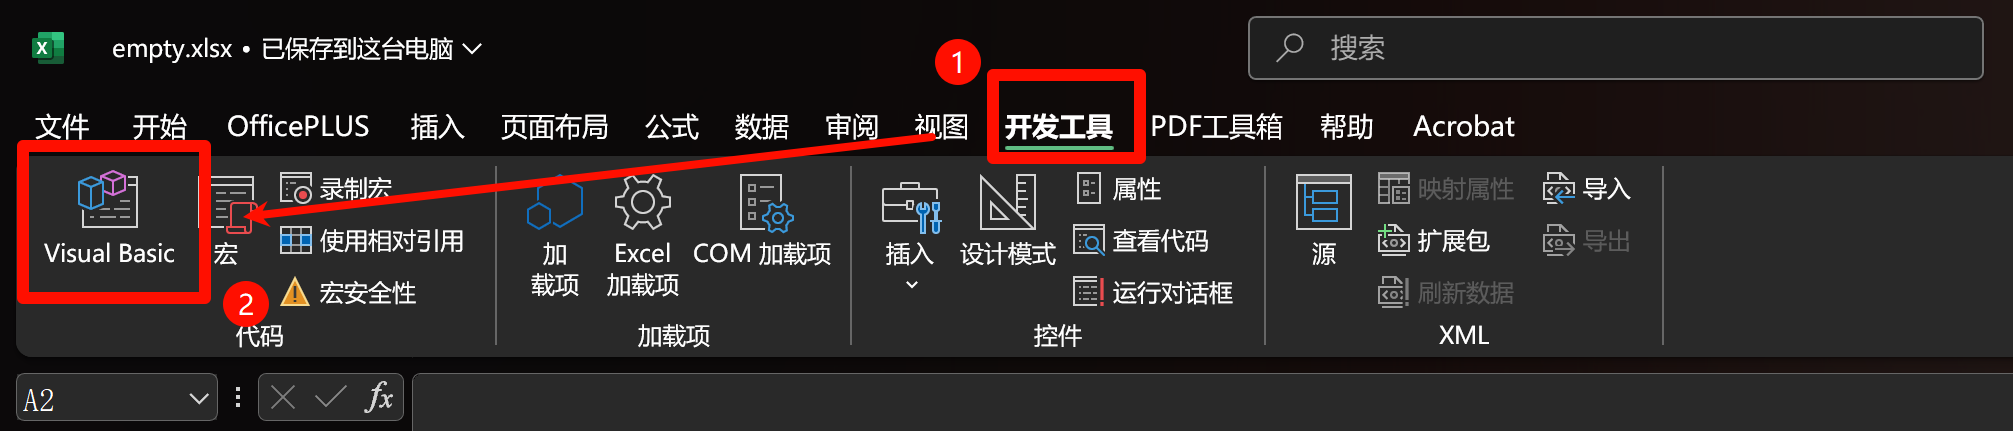 empty.xlsx • 已保存到这台电脑
搜索
1
文件 开始 OfficePLUS 插入 页面布局 公式 数据 审阅 视图 开发工具 PDF工具箱 帮助 Acrobat
Visual Basic
宏
录制宏
使用相对引用
宏安全性
2
代码
加
载项
Excel
加载项
COM 加载项
加载项
插入
设计模式
属性
查看代码
运行对话框
控件
源
映射属性
扩展包
刷新数据
导入
导出
XML
A2
fx